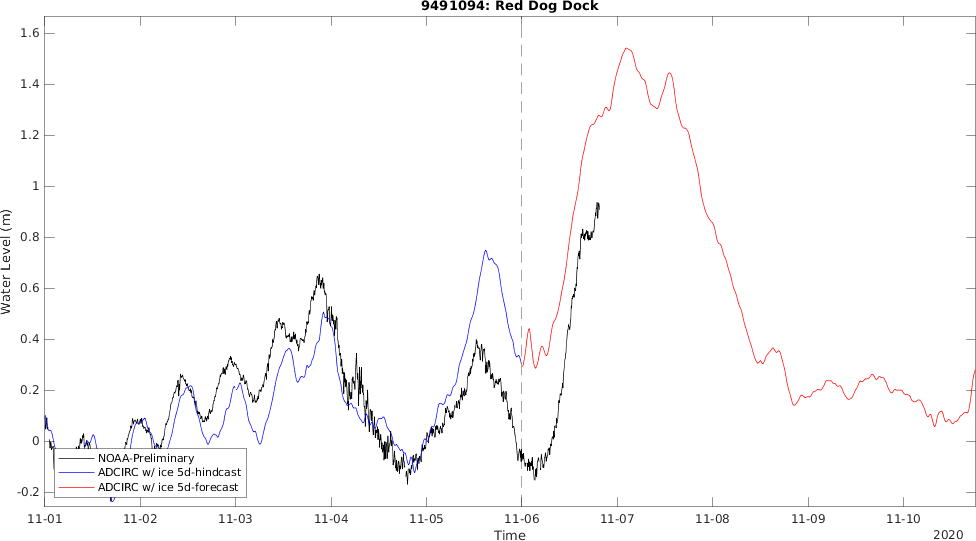 9491094: Red Dog Dock
1.6
1.4
1.2
1
0.8
0.6
0.4
0.2
0
-0.2
Water Level (m)
NOAA-Preliminary
ADCIRC w/ ice 5d-hindcast
ADCIRC w/ ice 5d-forecast
11-01 11-02 11-03 11-04 11-05 11-06 11-07 11-08 11-09 11-10
Time
2020